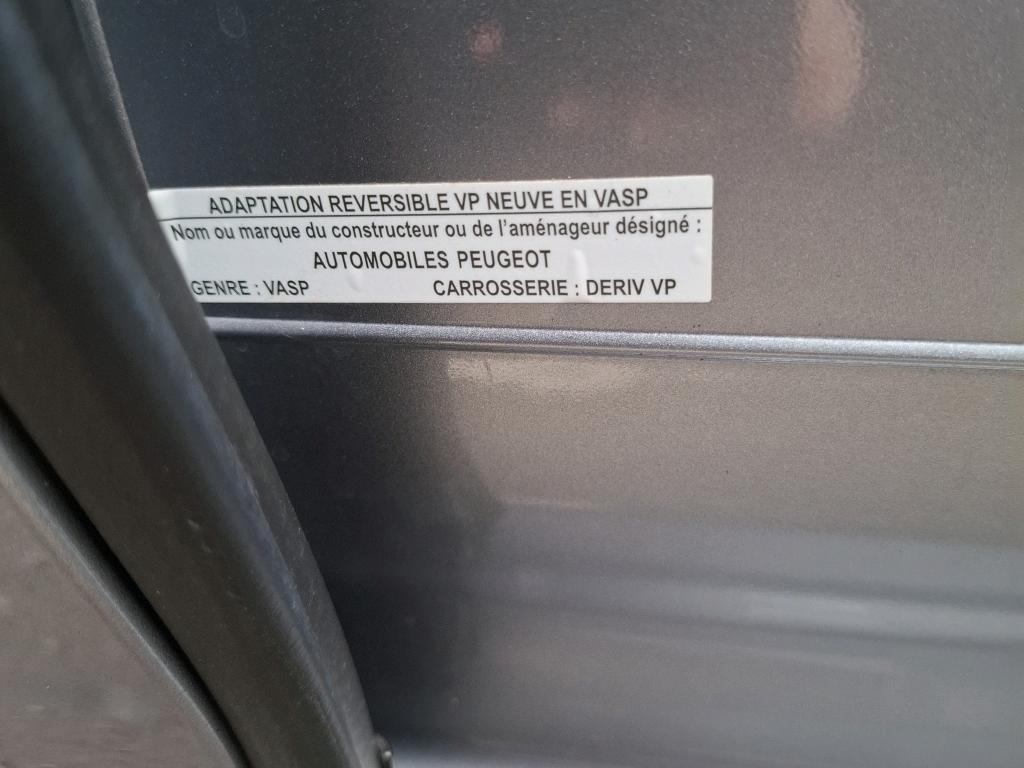 ADAPTATION REVERSIBLE VP NEUVE EN VASP
Nom ou marque du constructeur ou de l'aménageur désigné :
AUTOMOBILES PEUGEOT
GENRE : VASP CARROSSERIE : DERIV VP